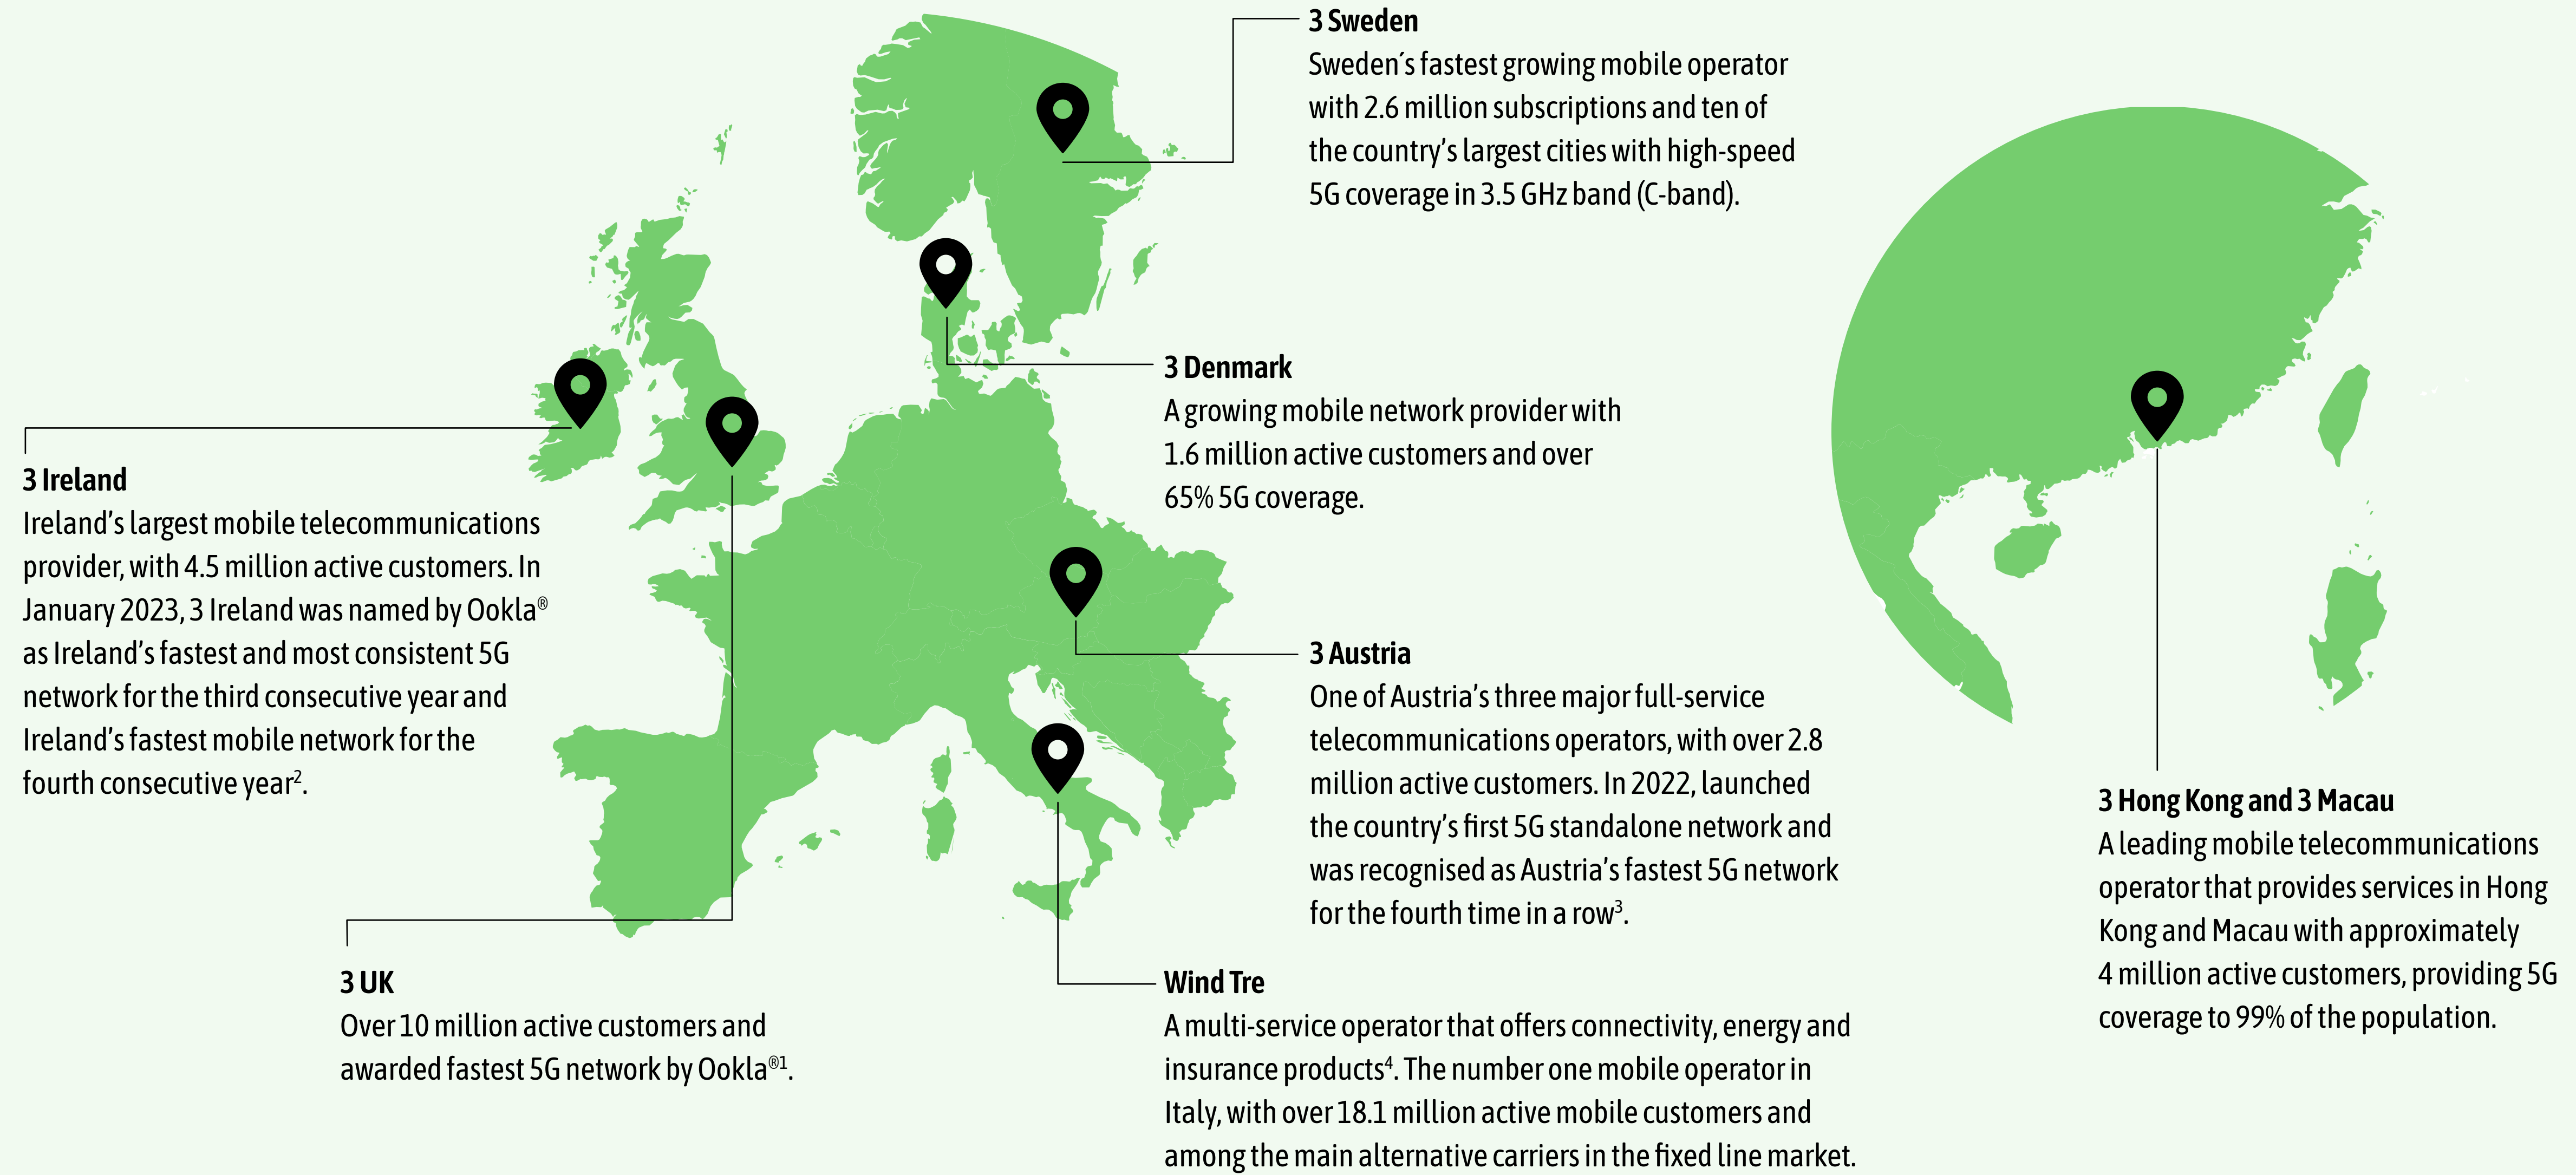 3 Sweden
Sweden´s fastest growing mobile operator
with 2.6 million subscriptions and ten of
the country’s largest cities with high-speed
5G coverage in 3.5 GHz band (C-band).
3 Denmark
A growing mobile network provider with
1.6 million active customers and over
65% 5G coverage.
3 Ireland
Ireland’s largest mobile telecommunications
provider, with 4.5 million active customers. In
January 2023, 3 Ireland was named by Ookla®
as Ireland’s fastest and most consistent 5G
network for the third consecutive year and
Ireland’s fastest mobile network for the
fourth consecutive year².
3 Austria
One of Austria’s three major full-service
telecommunications operators, with over 2.8
million active customers. In 2022, launched
the country’s first 5G standalone network and
was recognised as Austria’s fastest 5G network
for the fourth time in a row³.
3 Hong Kong and 3 Macau
A leading mobile telecommunications
operator that provides services in Hong
Kong and Macau with approximately
4 million active customers, providing 5G
coverage to 99% of the population.
3 UK
Over 10 million active customers and
awarded fastest 5G network by Ookla®¹.
Wind Tre
A multi-service operator that offers connectivity, energy and
insurance products⁴. The number one mobile operator in
Italy, with over 18.1 million active mobile customers and
among the main alternative carriers in the fixed line market.